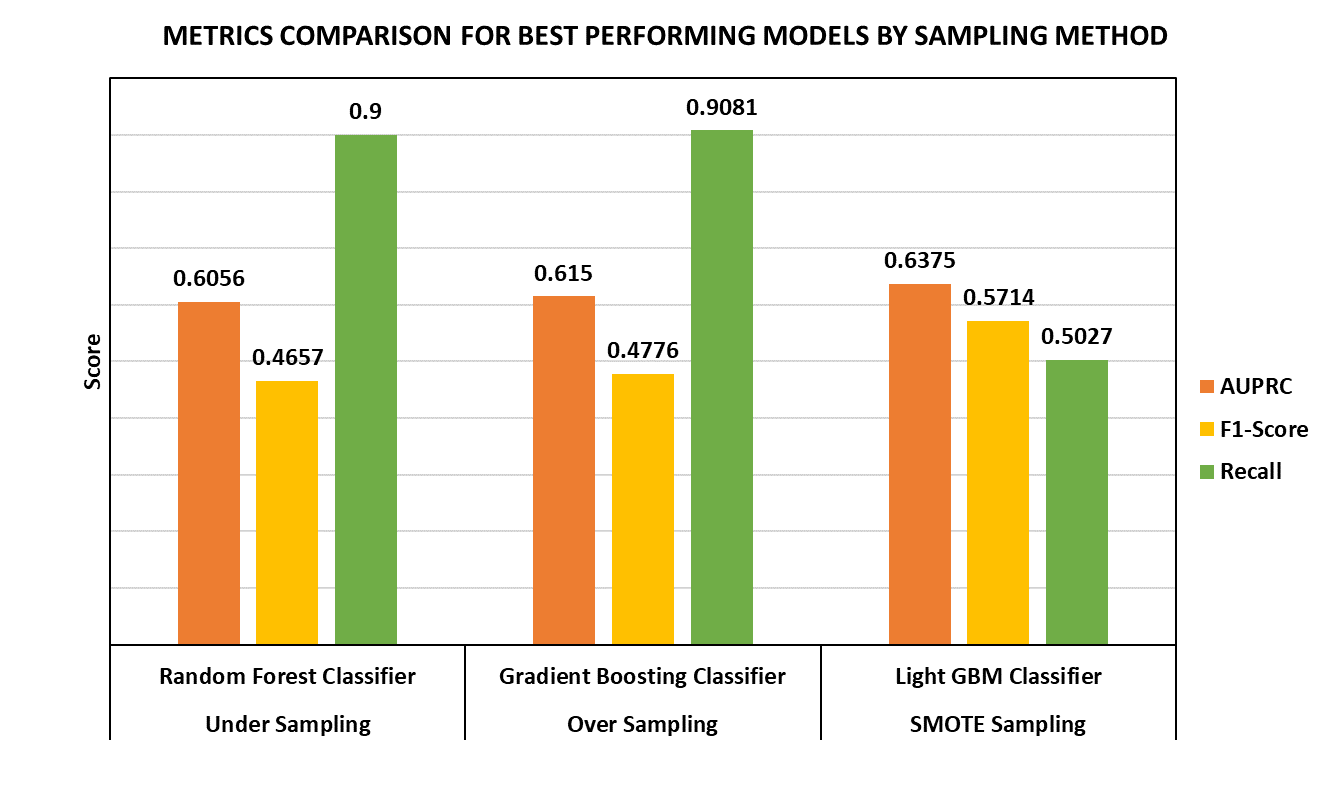 METRICS COMPARISON FOR BEST PERFORMING MODELS BY SAMPLING METHOD
0.9
0.9081
0.6056
0.615
0.6375
0.5714
0.4657
0.4776
0.5027
Score
AUPRC
F1-Score
Recall
Random Forest Classifier
Gradient Boosting Classifier
Light GBM Classifier
Under Sampling
Over Sampling
SMOTE Sampling